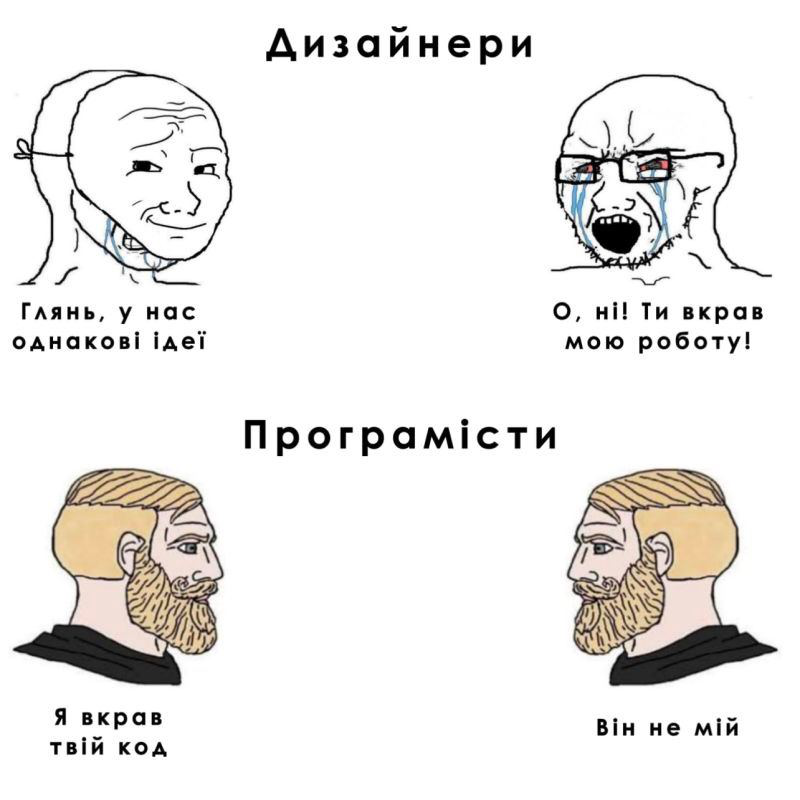 Дизайнери
Глянь, у нас
однакові ідеї
О, ні! Ти вкрав
мою роботу!
Програмісти
Я вкрав
твій код
Він не мій